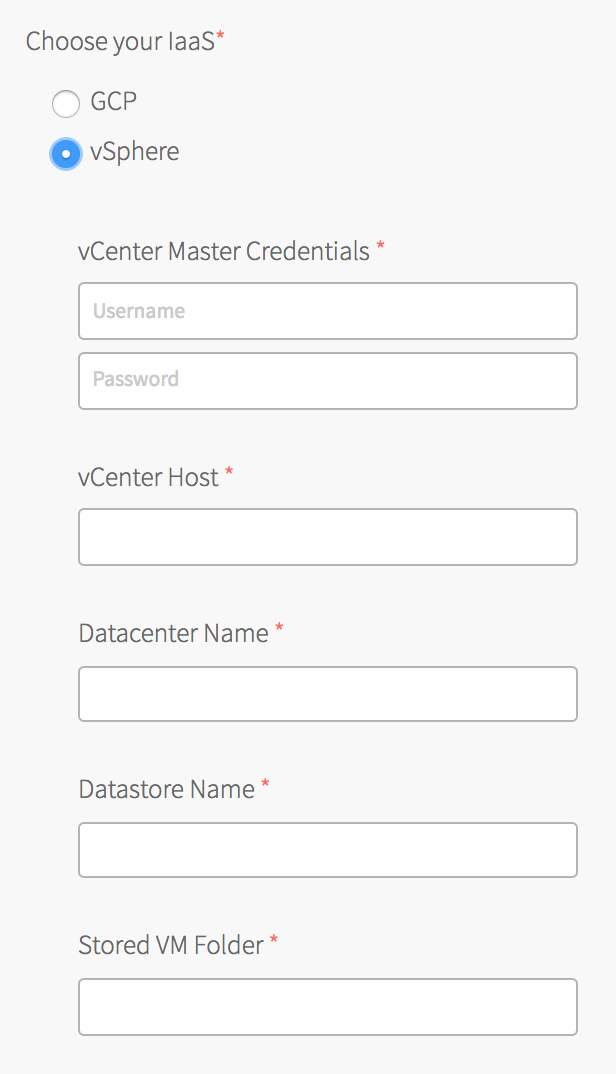 Choose your IaaS*
GCP
vSphere
vCenter Master Credentials *
Username
Password
vCenter Host *
Datacenter Name *
Datastore Name *
Stored VM Folder *